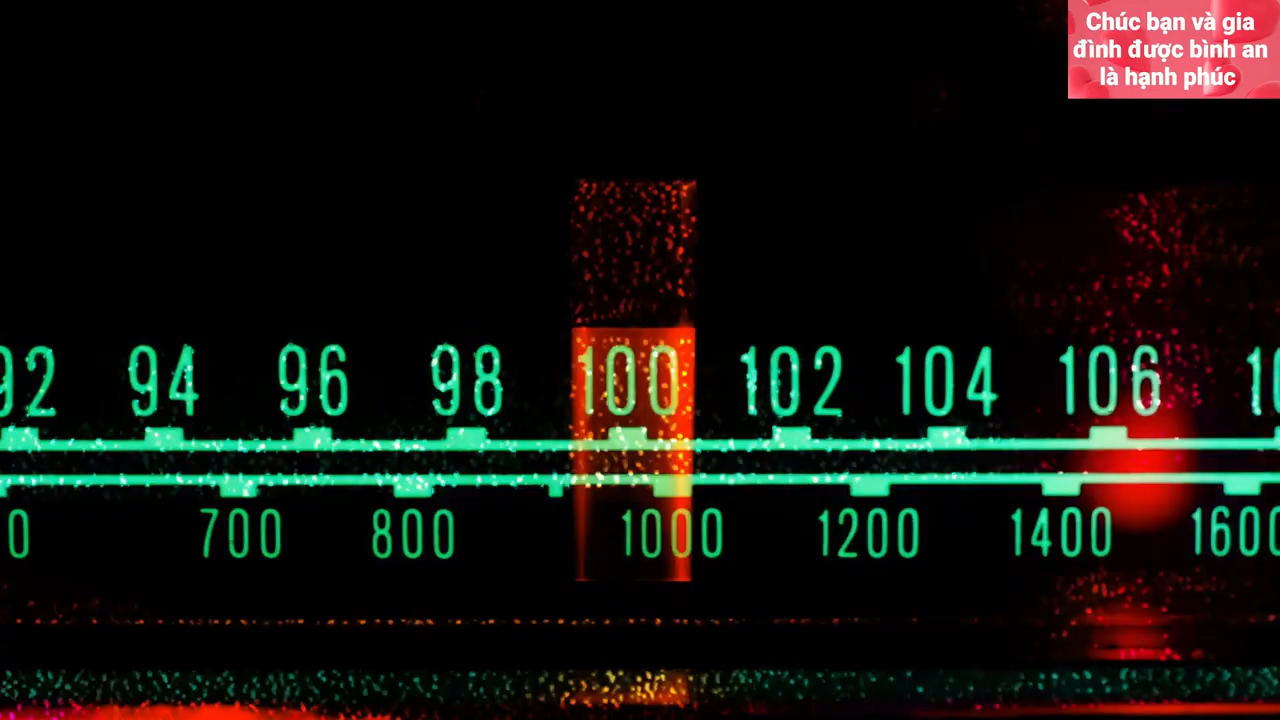 Chúc bạn và gia
đình được bình an
là hạnh phúc
92 94 96 98 100 102 104 106
700 800 1000 1200 1400 1600